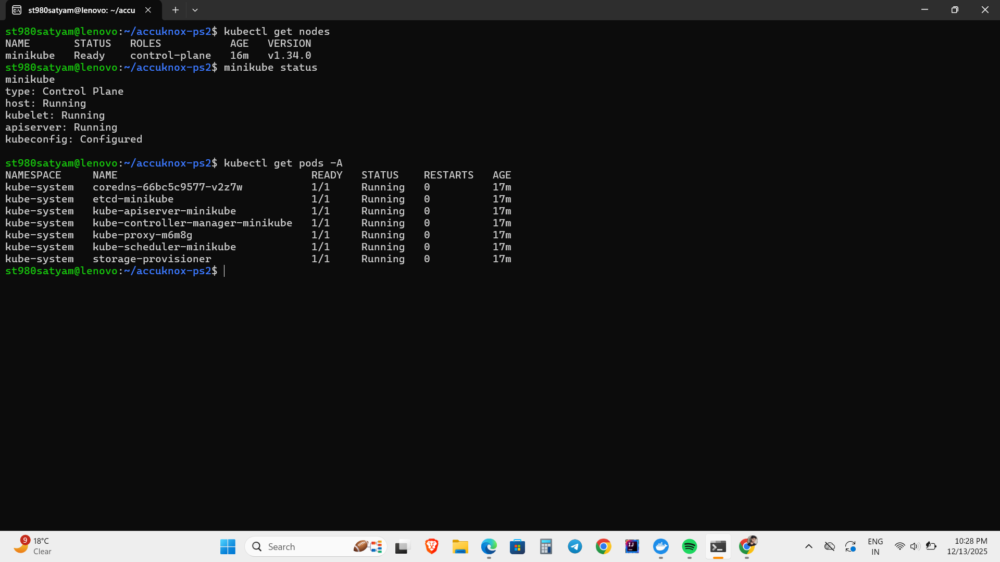 st980satyam@lenovo: ~/accu
st980satyam@lenovo:~/accuknox-ps2$ kubectl get nodes
NAME       STATUS   ROLES           AGE   VERSION
minikube   Ready    control-plane   16m   v1.34.0
st980satyam@lenovo:~/accuknox-ps2$ minikube status
minikube
type: Control Plane
host: Running
kubelet: Running
apiserver: Running
kubeconfig: Configured
st980satyam@lenovo:~/accuknox-ps2$ kubectl get pods -A
NAMESPACE     NAME                               READY   STATUS    RESTARTS   AGE
kube-system   coredns-66bc5c9577-v2z7w           1/1     Running   0          17m
kube-system   etcd-minikube                      1/1     Running   0          17m
kube-system   kube-apiserver-minikube            1/1     Running   0          17m
kube-system   kube-controller-manager-minikube   1/1     Running   0          17m
kube-system   kube-proxy-m6m8g                   1/1     Running   0          17m
kube-system   kube-scheduler-minikube            1/1     Running   0          17m
kube-system   storage-provisioner                1/1     Running   0          17m
st980satyam@lenovo:~/accuknox-ps2$
9
18°C
Clear
Search
IJ
ENG
IN
10:28 PM
12/13/2025